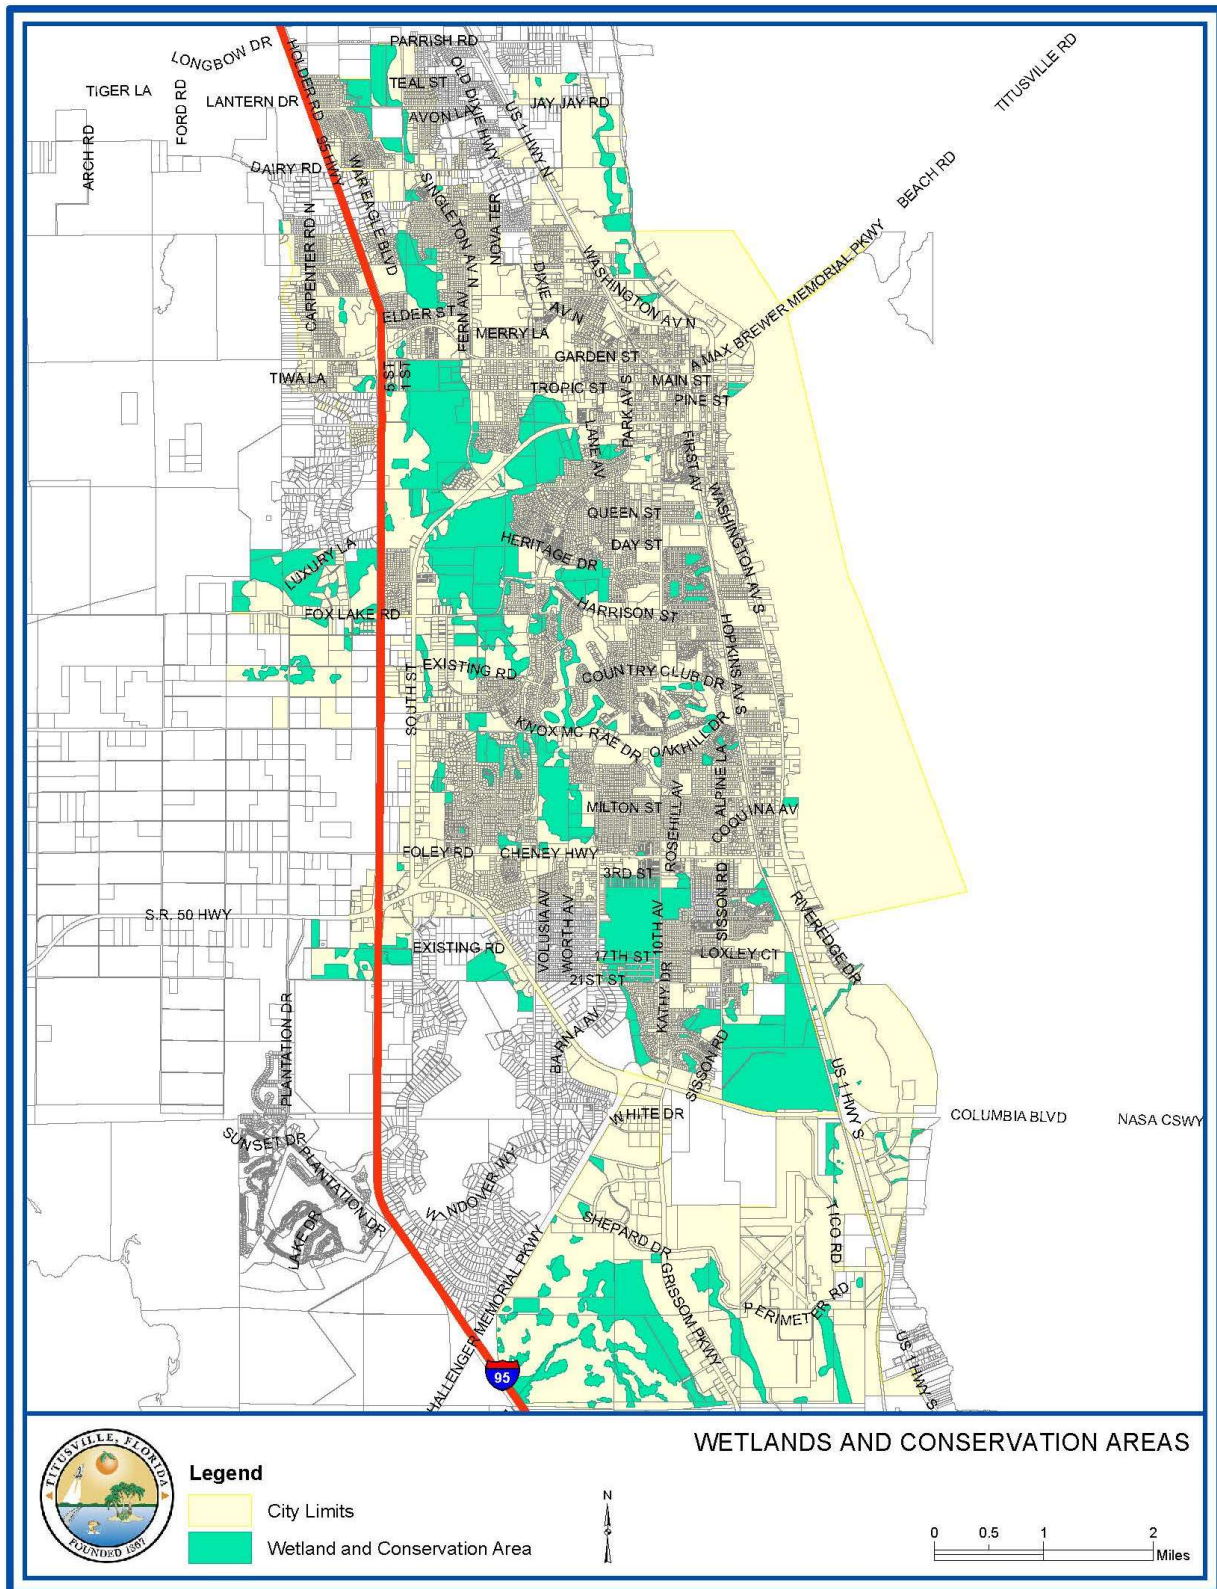 LONGBOW DR
HOLDER RD
PARRISH RD
TITUSVILLE RD
TIGER LA
FORD RD
LANTERN DR
TEAL ST
OLD DIXIE HWY
AVON LA
US 1 HWY N
JAY JAY RD
ARCH RD
95 HWY
DAIRY RD
WAR EAGLE BLVD
SINGLETON AV N
NOVA TER
BEACH RD
CARPENTER RD N
DIXIE AV N
WASHINGTON AV N
A MAX BREWER MEMORIAL PKWY
ELDER ST
FERN AV
MERRY LA
GARDEN ST
TIWA LA
5 ST
1 ST
TROPIC ST
MAIN ST
PINE ST
PARK AV S
LANE AV
FIRST AV
WASHINGTON AV S
QUEEN ST
HERITAGE DR
DAY ST
LUXURY LA
FOX LAKE RD
HARRISON ST
HOPKINS AV S
SOUTH ST
EXISTING RD
COUNTRY CLUB DR
KNOX MC RAE DR
OAKHILL DR
MILTON ST
ROSEHILL AV
ALPINE LA
COQUINA AV
FOLEY RD
CHENEY HWY
3RD ST
S.R. 50 HWY
VOLUSIA AV
WORTH AV
10TH AV
SISSON RD
RIVEREDGE DR
EXISTING RD
17TH ST
LOXLEY CT
21ST ST
KATHY DR
PLANTATION DR
BARNA AV
SISSON RD
US 1 HWY S
WHITE DR
COLUMBIA BLVD
NASA CSWY
SUNSET DR
PLANTATION DR
WINDOVER WY
LAKE DR
SHEPARD DR
TICO RD
GRISSOM PKWY
PERIMETER RD
HALLENGER MEMORIAL PKWY
US 1 HWY S
95
WETLANDS AND CONSERVATION AREAS
TITUSVILLE, FLORIDA
FOUNDED 1867
Legend
City Limits
Wetland and Conservation Area
N
0 0.5 1 2
Miles